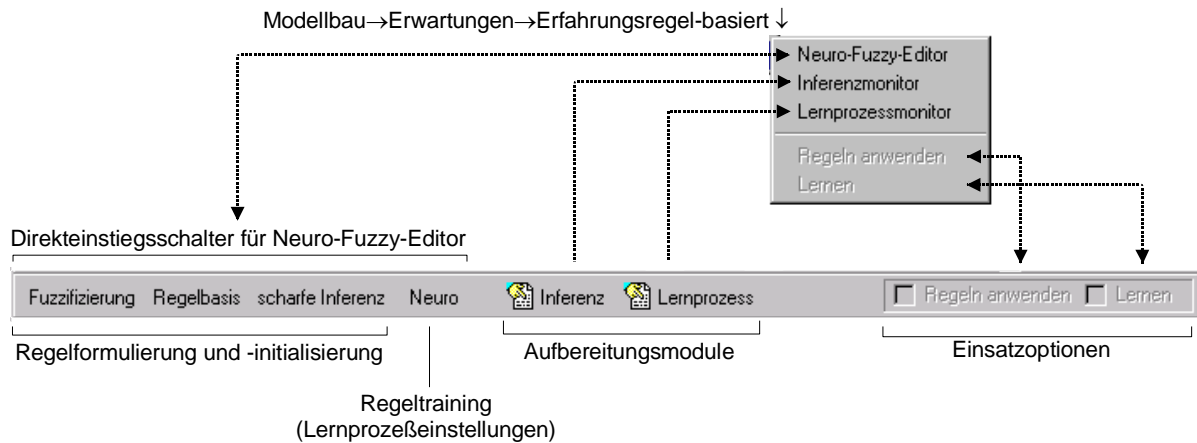 Modellbau→Erwartungen→Erfahrungsregel-basiert ↓
Neuro-Fuzzy-Editor
Inferenzmonitor
Lernprozessmonitor
Regeln anwenden
Lernen
Direkteinstiegsschalter für Neuro-Fuzzy-Editor
Fuzzifizierung Regelbasis scharfe Inferenz Neuro Inferenz Lernprozess Regeln anwenden Lernen
Regelformulierung und -initialisierung Aufbereitungsmodule Einsatzoptionen
Regeltraining
(Lernprozeßeinstellungen)